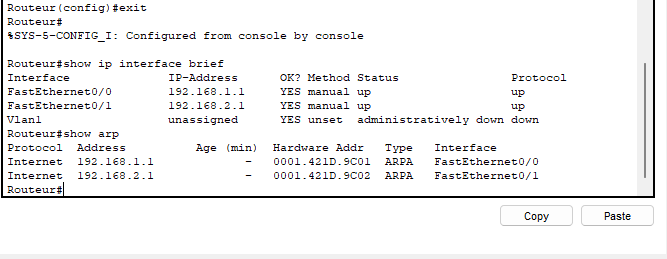 Routeur(config)#exit
Routeur#
%SYS-5-CONFIG_I: Configured from console by console
Routeur#show ip interface brief
Interface IP-Address OK? Method Status Protocol
FastEthernet0/0 192.168.1.1 YES manual up up
FastEthernet0/1 192.168.2.1 YES manual up up
Vlan1 unassigned YES unset administratively down down
Routeur#show arp
Protocol Address Age (min) Hardware Addr Type Interface
Internet 192.168.1.1 - 0001.421D.9C01 ARPA FastEthernet0/0
Internet 192.168.2.1 - 0001.421D.9C02 ARPA FastEthernet0/1
Routeur#
Copy Paste